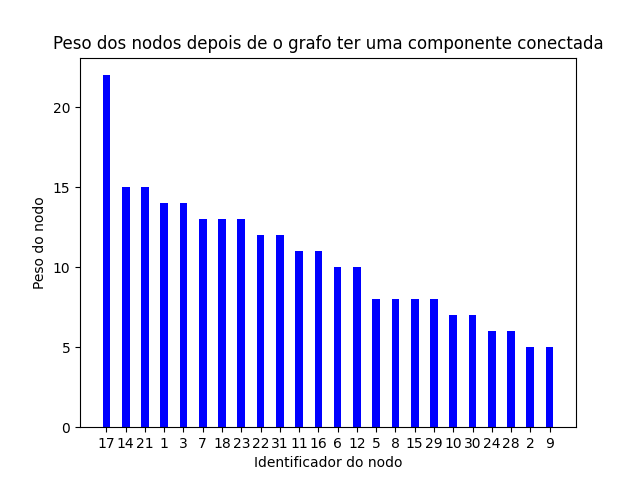 Peso dos nodos depois de o grafo ter uma componente conectada
20
15
10
5
0
Peso do nodo
17 14 21 1 3 7 18 23 22 31 11 16 6 12 5 8 15 29 10 30 24 28 2 9
Identificador do nodo